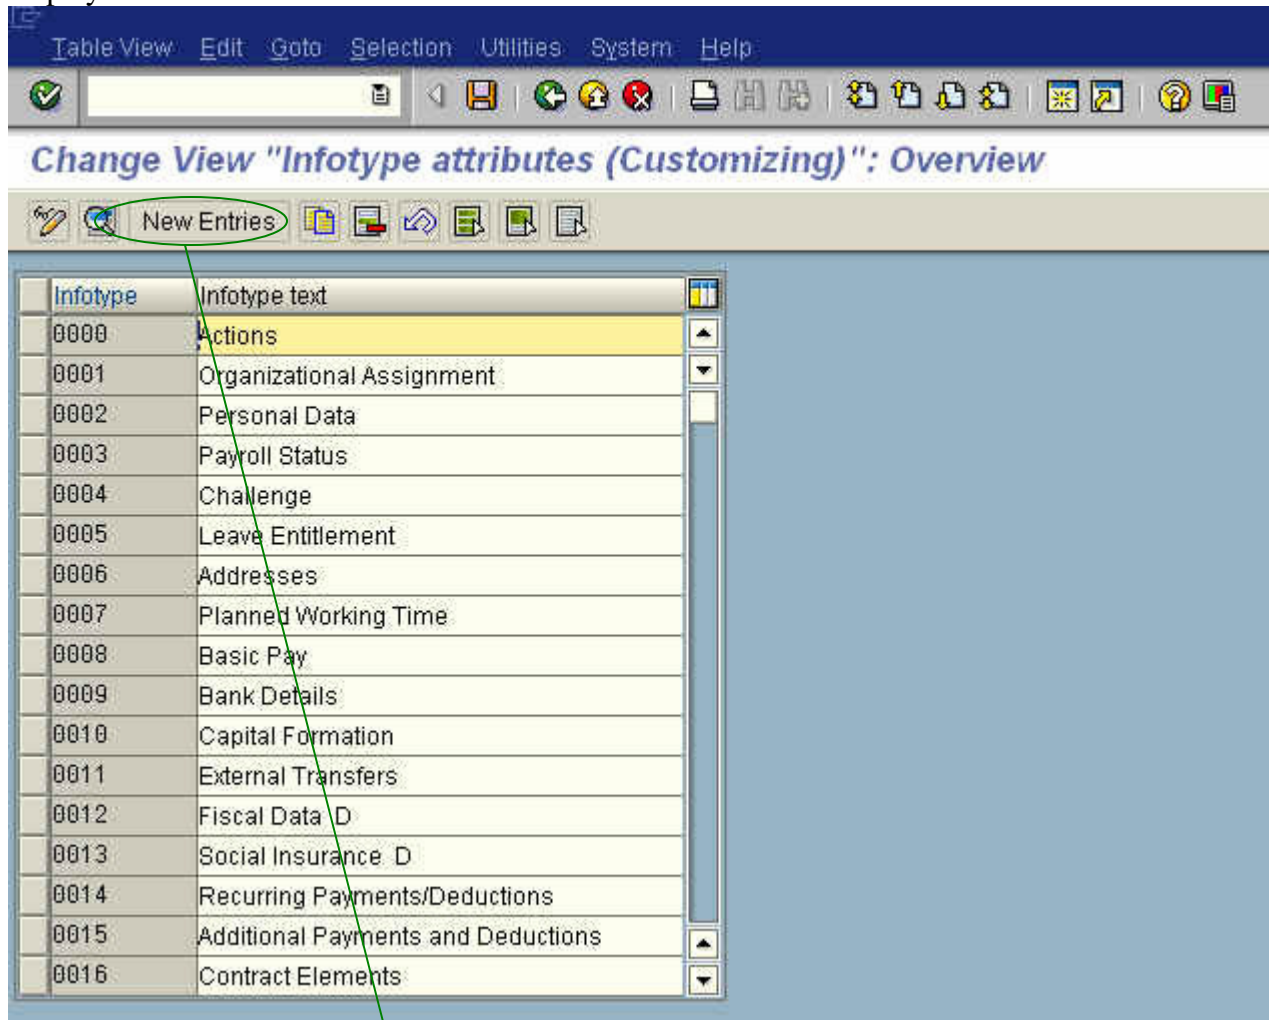 Table View Edit Goto Selection Utilities System Help
Change View "Infotype attributes (Customizing)": Overview
New Entries
Infotype Infotype text
0000 Actions
0001 Organizational Assignment
0002 Personal Data
0003 Payroll Status
0004 Challenge
0005 Leave Entitlement
0006 Addresses
0007 Planned Working Time
0008 Basic Pay
0009 Bank Details
0010 Capital Formation
0011 External Transfers
0012 Fiscal Data D
0013 Social Insurance D
0014 Recurring Payments/Deductions
0015 Additional Payments and Deductions
0016 Contract Elements